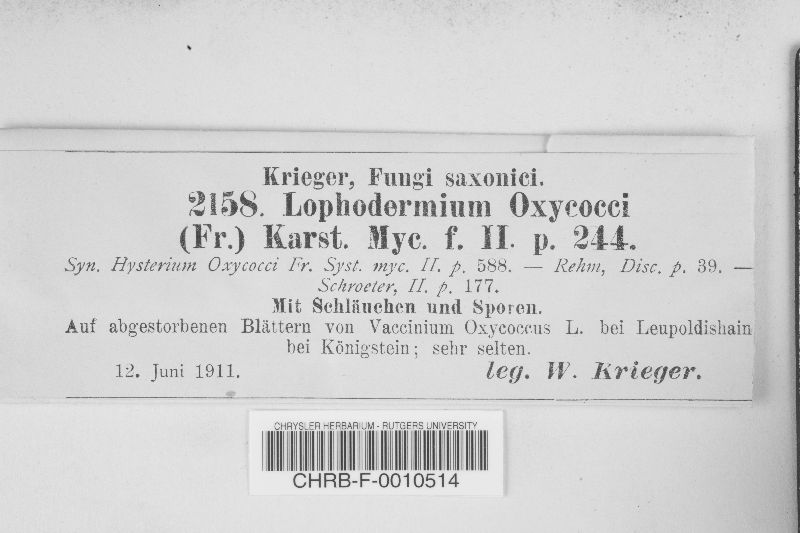 Krieger, Fungi saxonici.
2158. Lophodermium Oxycocci
(Fr.) Karst. Myc. f. II. p. 244.
Syn. Hysterium Oxycocci Fr. Syst. myc. II. p. 588. — Rehm, Disc. p. 39. —
Schroeter, II. p. 177.
Mit Schläuchen und Sporen.
Auf abgestorbenen Blättern von Vaccinium Oxycoccus L. bei Leupoldishain
bei Königstein; sehr selten.
12. Juni 1911. leg. W. Krieger.
CHRYSLER HERBARIUM - RUTGERS UNIVERSITY
CHRB-F-0010514